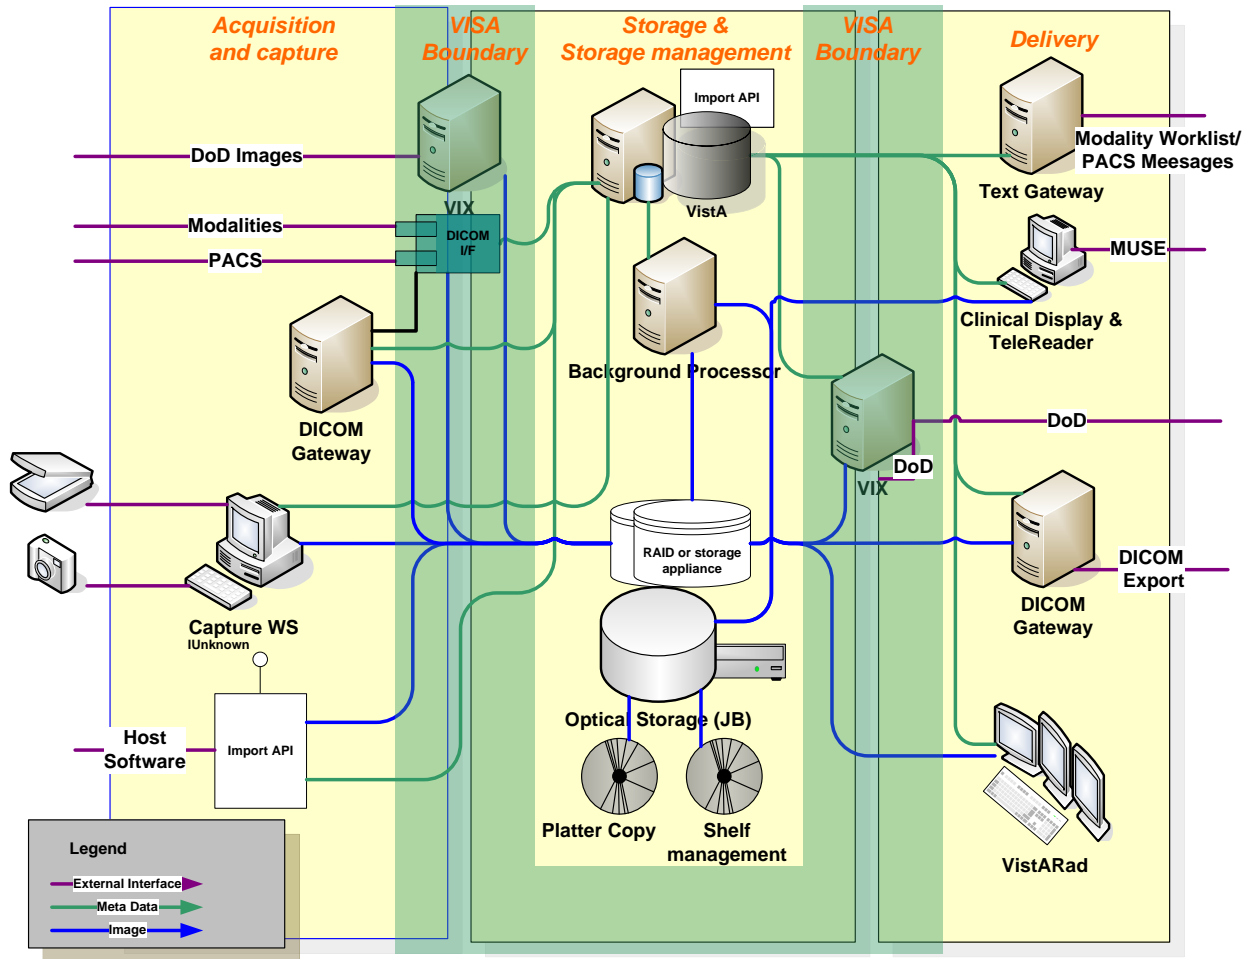 Acquisition
and capture
VISA
Boundary
Storage &
Storage management
VISA
Boundary
Delivery
Import API
DoD Images
Modality Worklist/
PACS Meesages
VistA
Text Gateway
VIX
Modalities
DICOM
I/F
PACS
MUSE
Clinical Display &
TeleReader
Background Processor
DICOM
Gateway
DoD
DoD
VIX
RAID or storage
appliance
DICOM
Export
DICOM
Gateway
Capture WS
IUnknown
Optical Storage (JB)
Host
Software
Import API
Platter Copy
Shelf
management
VistARad
Legend
External Interface
Meta Data
Image